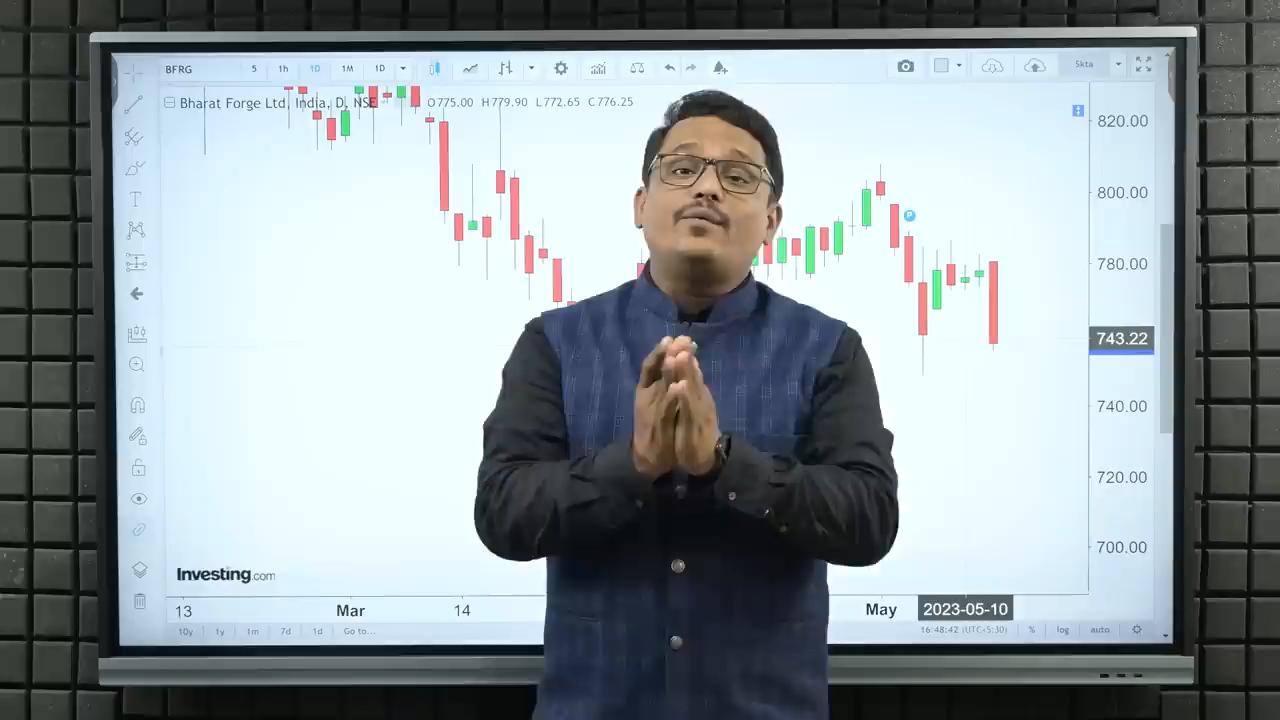 BFRG 5 1h 1D 1M 1D 5kta
Bharat Forge Ltd, India, D, NSE O775.00 H779.90 L772.65 C776.25
820.00
800.00
P
780.00
743.22
740.00
720.00
700.00
Investing.com
13 Mar 14 May 2023-05-10
10y 1y 1m 7d 1d Go to... 16:48:42 (UTC+5:30) % log auto